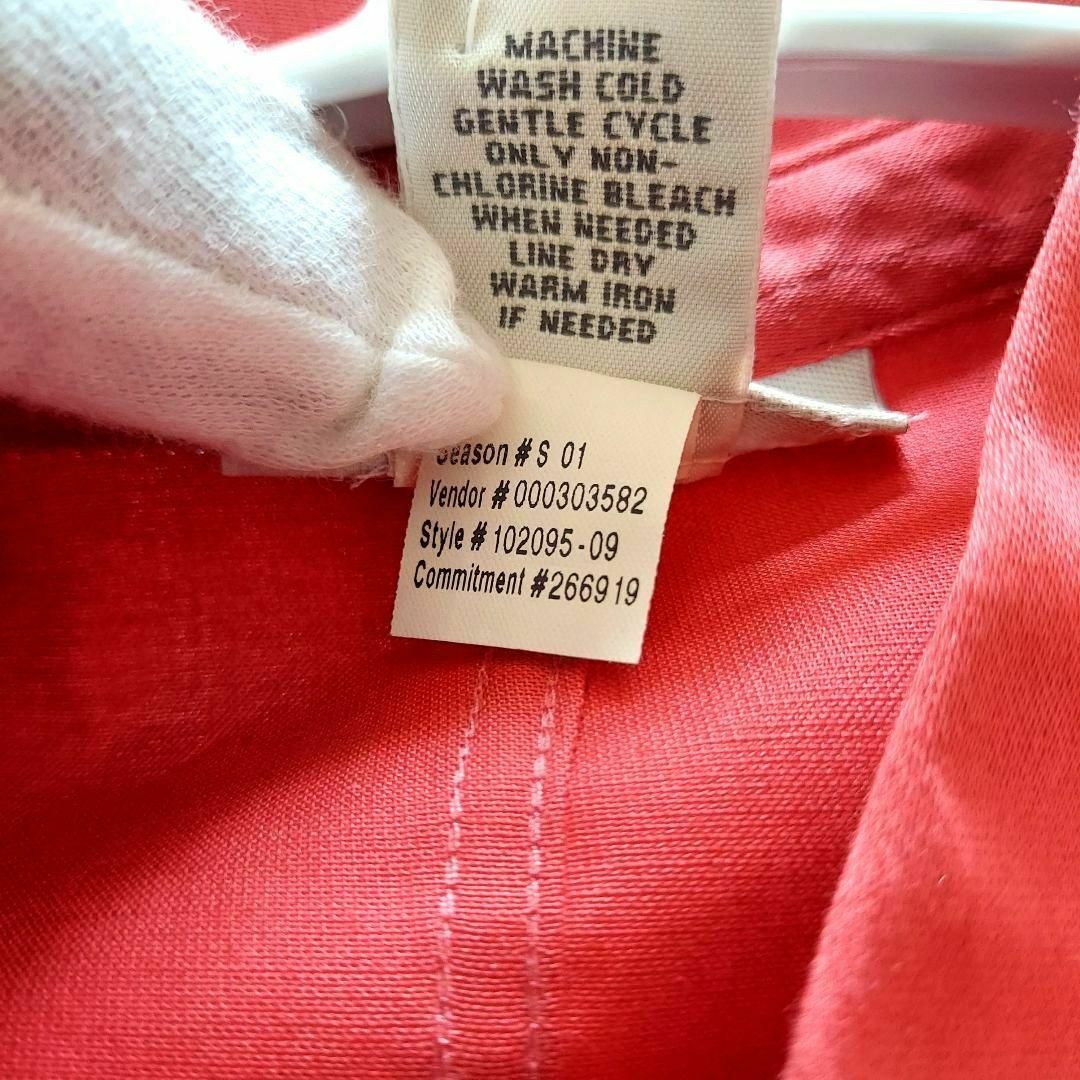 MACHINE
WASH COLD
GENTLE CYCLE
ONLY NON-
CHLORINE BLEACH
WHEN NEEDED
LINE DRY
WARM IRON
IF NEEDED
Season # S 01
Vendor # 000303582
Style # 102095-09
Commitment #266919